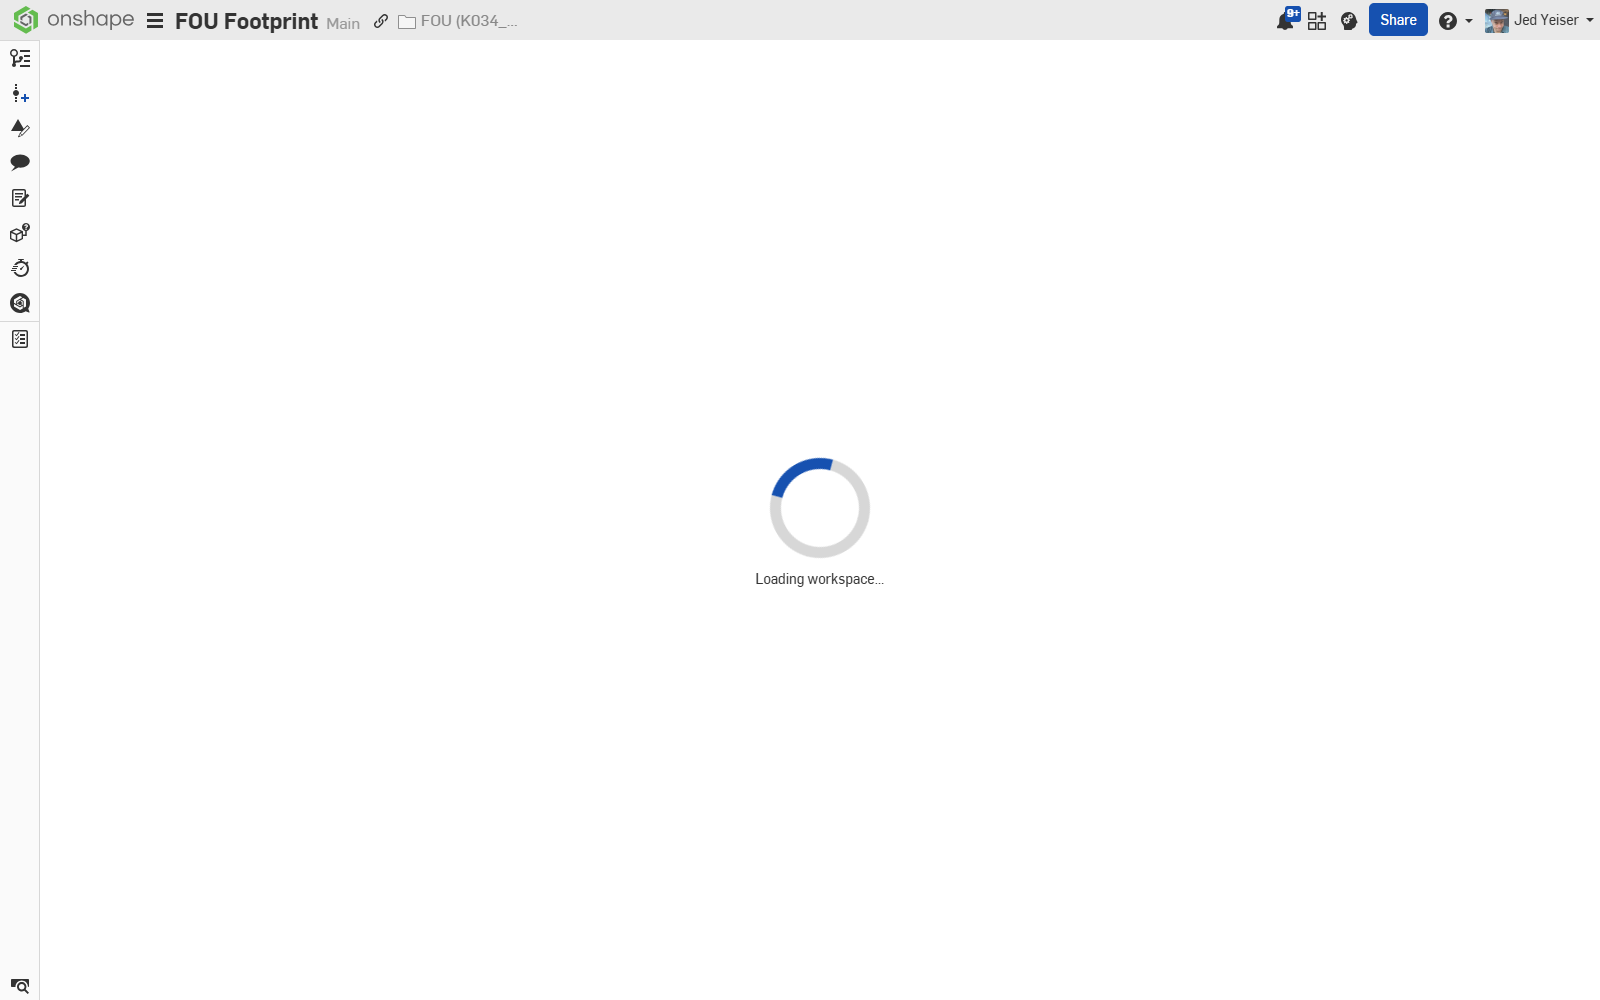 onshape FOU Footprint Main FOU (K034_... 9+ Share ? Jed Yeiser
Loading workspace...